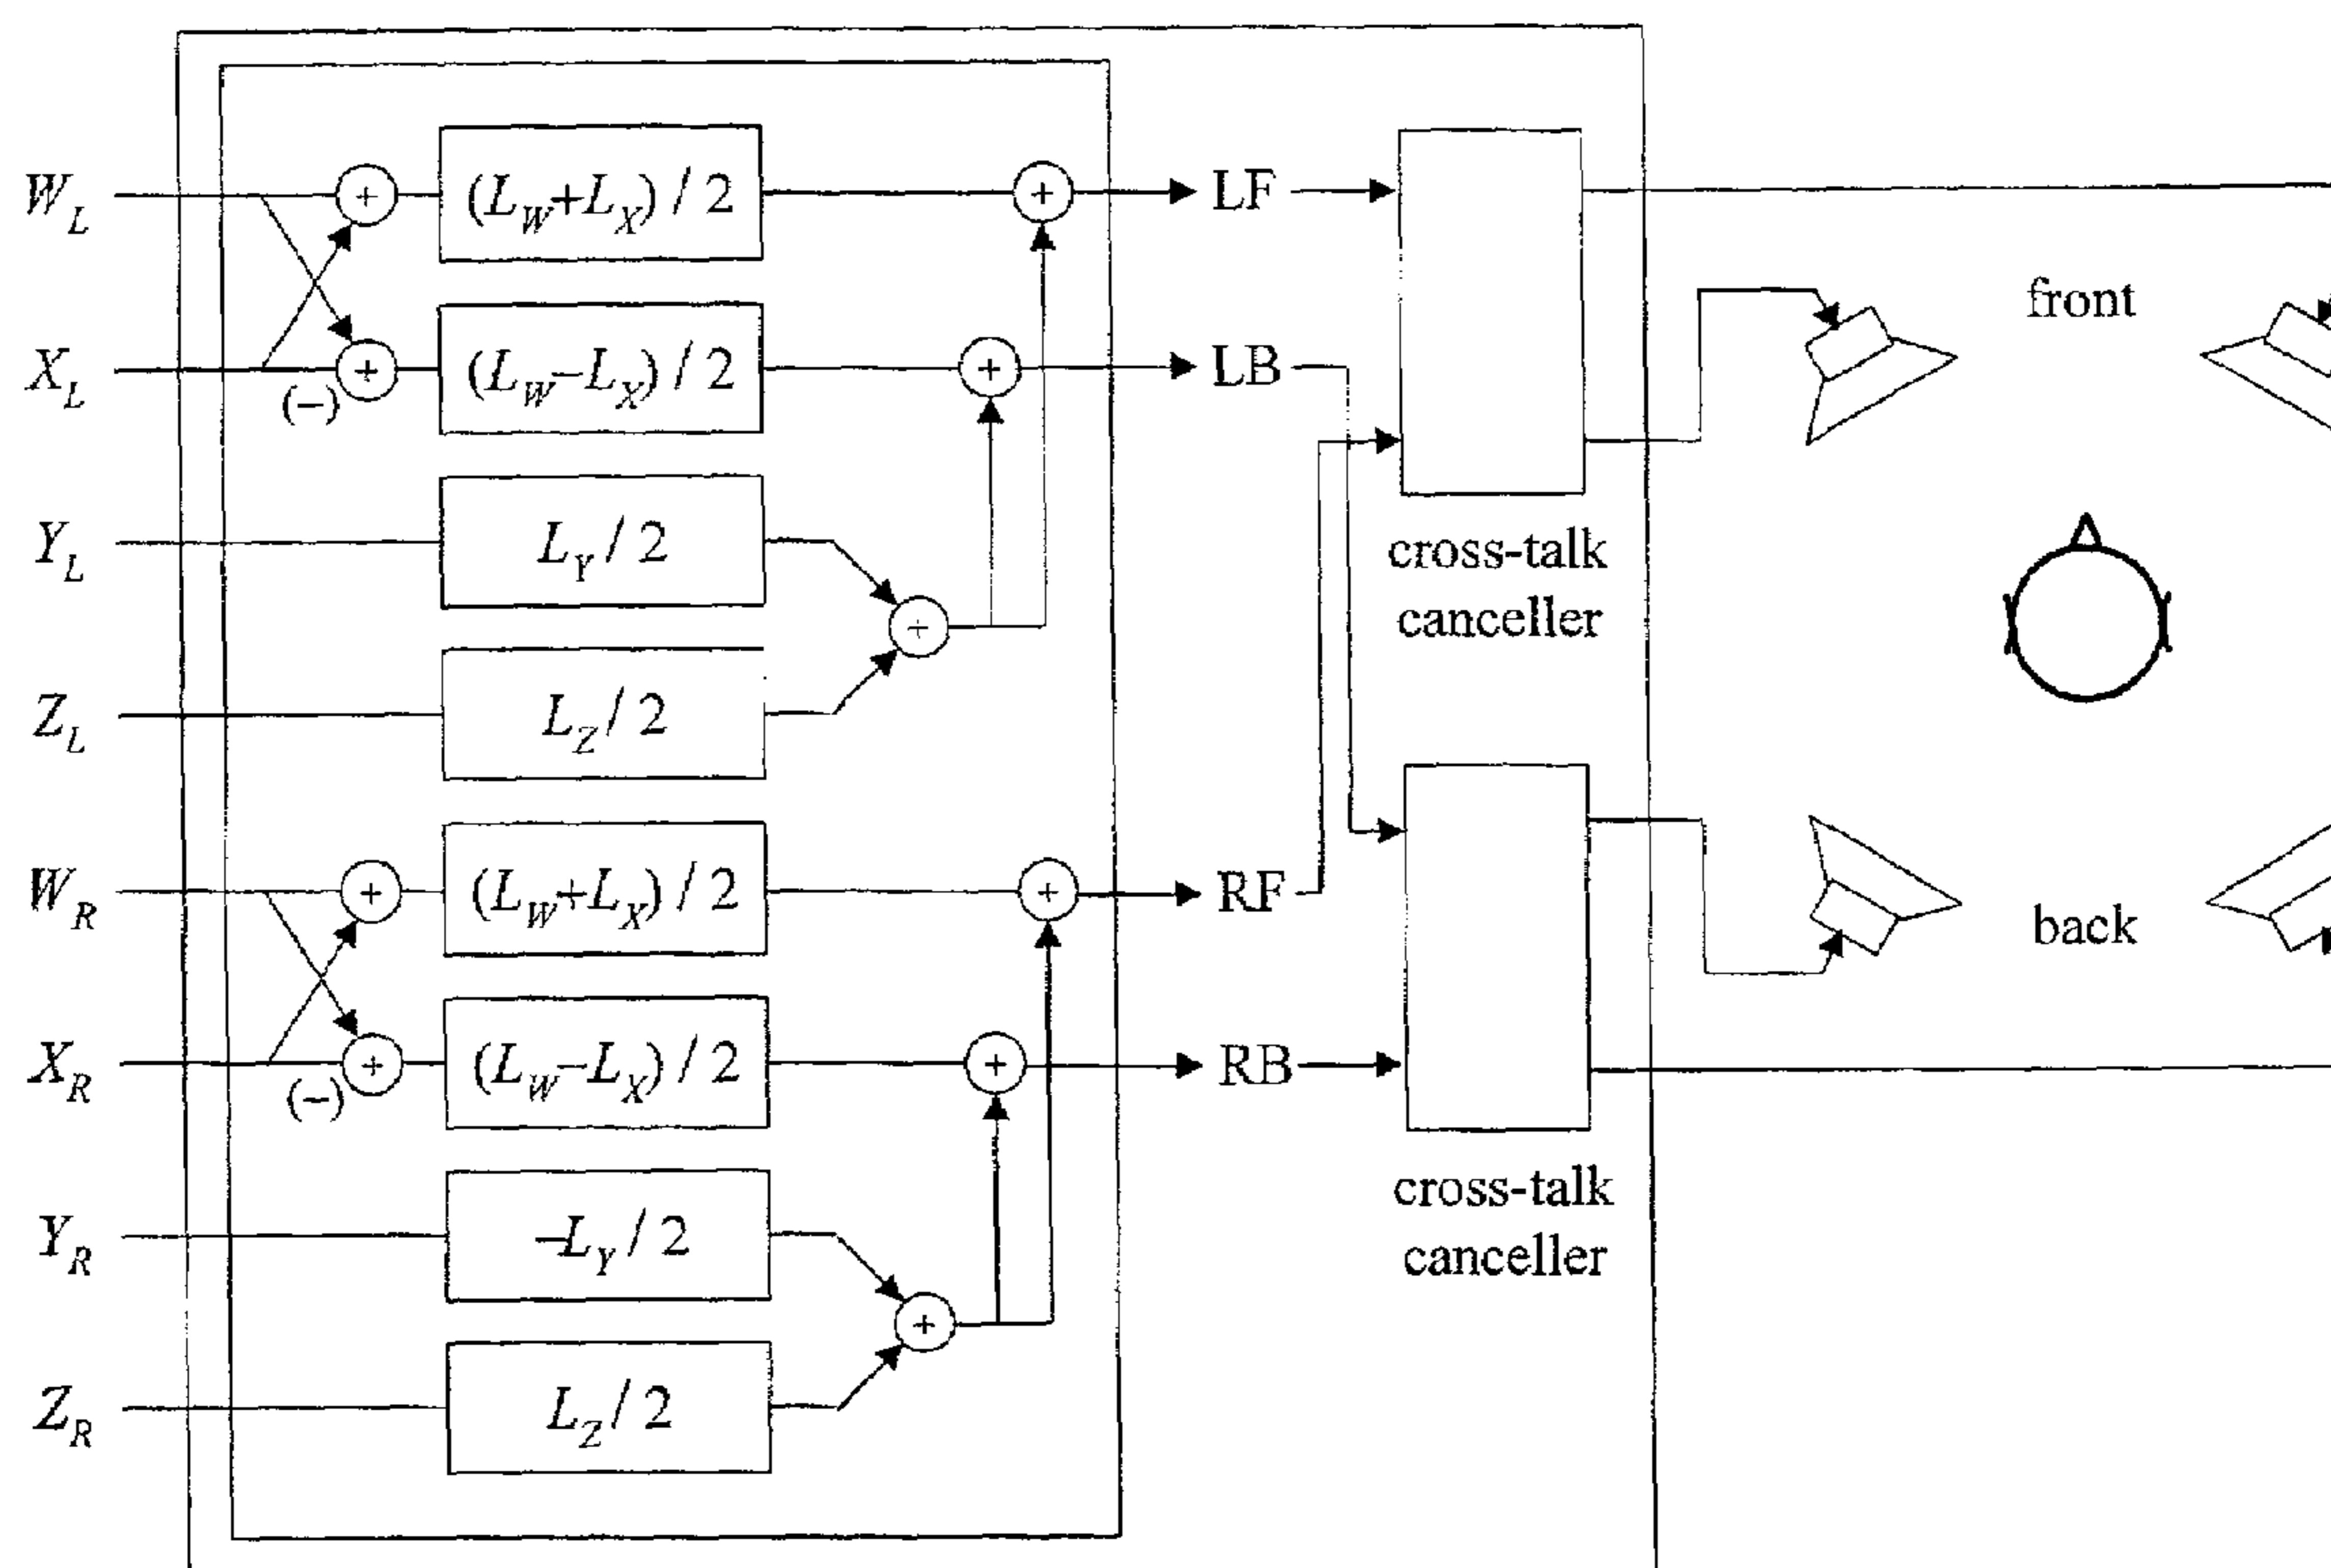 W_L
+
(L_W+L_X) / 2
+
LF
X_L
(−)
+
(L_W−L_X) / 2
+
LB
front
Y_L
L_Y / 2
+
cross-talk
canceller
Z_L
L_Z / 2
W_R
+
(L_W+L_X) / 2
+
RF
back
X_R
(−)
+
(L_W−L_X) / 2
+
RB
Y_R
−L_Y / 2
+
cross-talk
canceller
Z_R
L_Z / 2